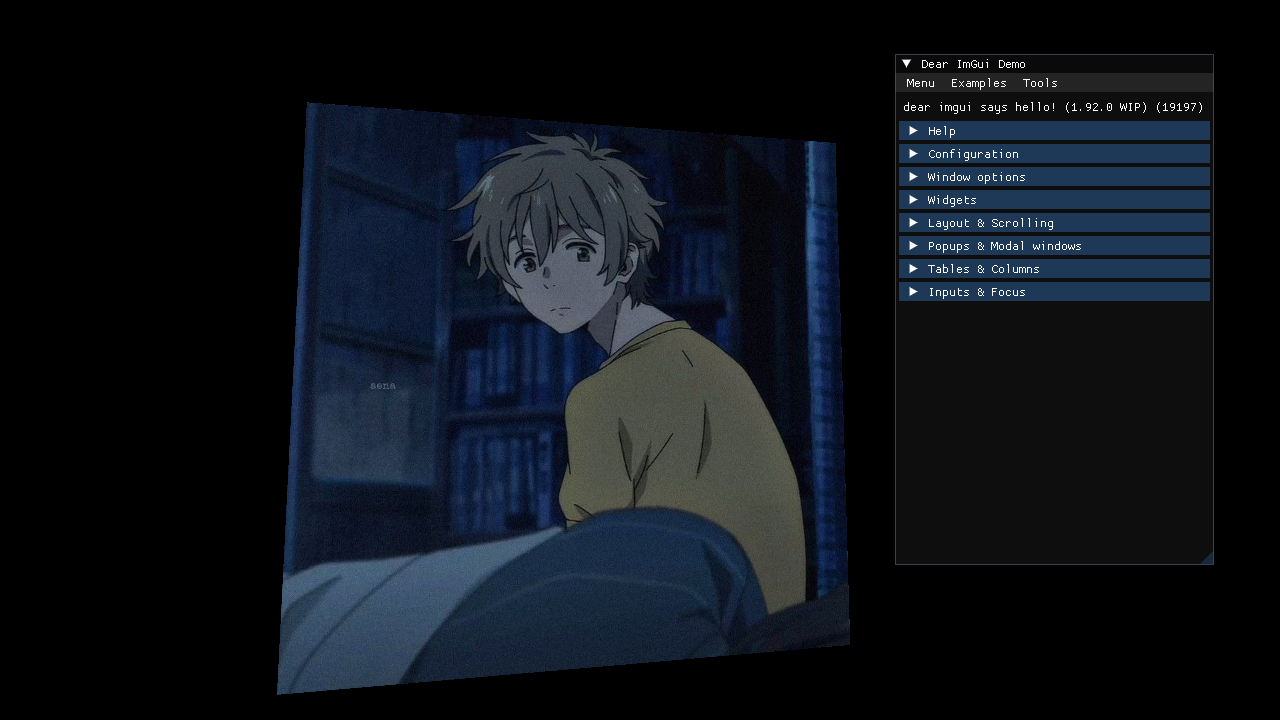 Dear ImGui Demo
Menu Examples Tools
dear imgui says hello! (1.92.0 WIP) (19197)
Help
Configuration
Window options
Widgets
Layout & Scrolling
Popups & Modal windows
Tables & Columns
Inputs & Focus
aena